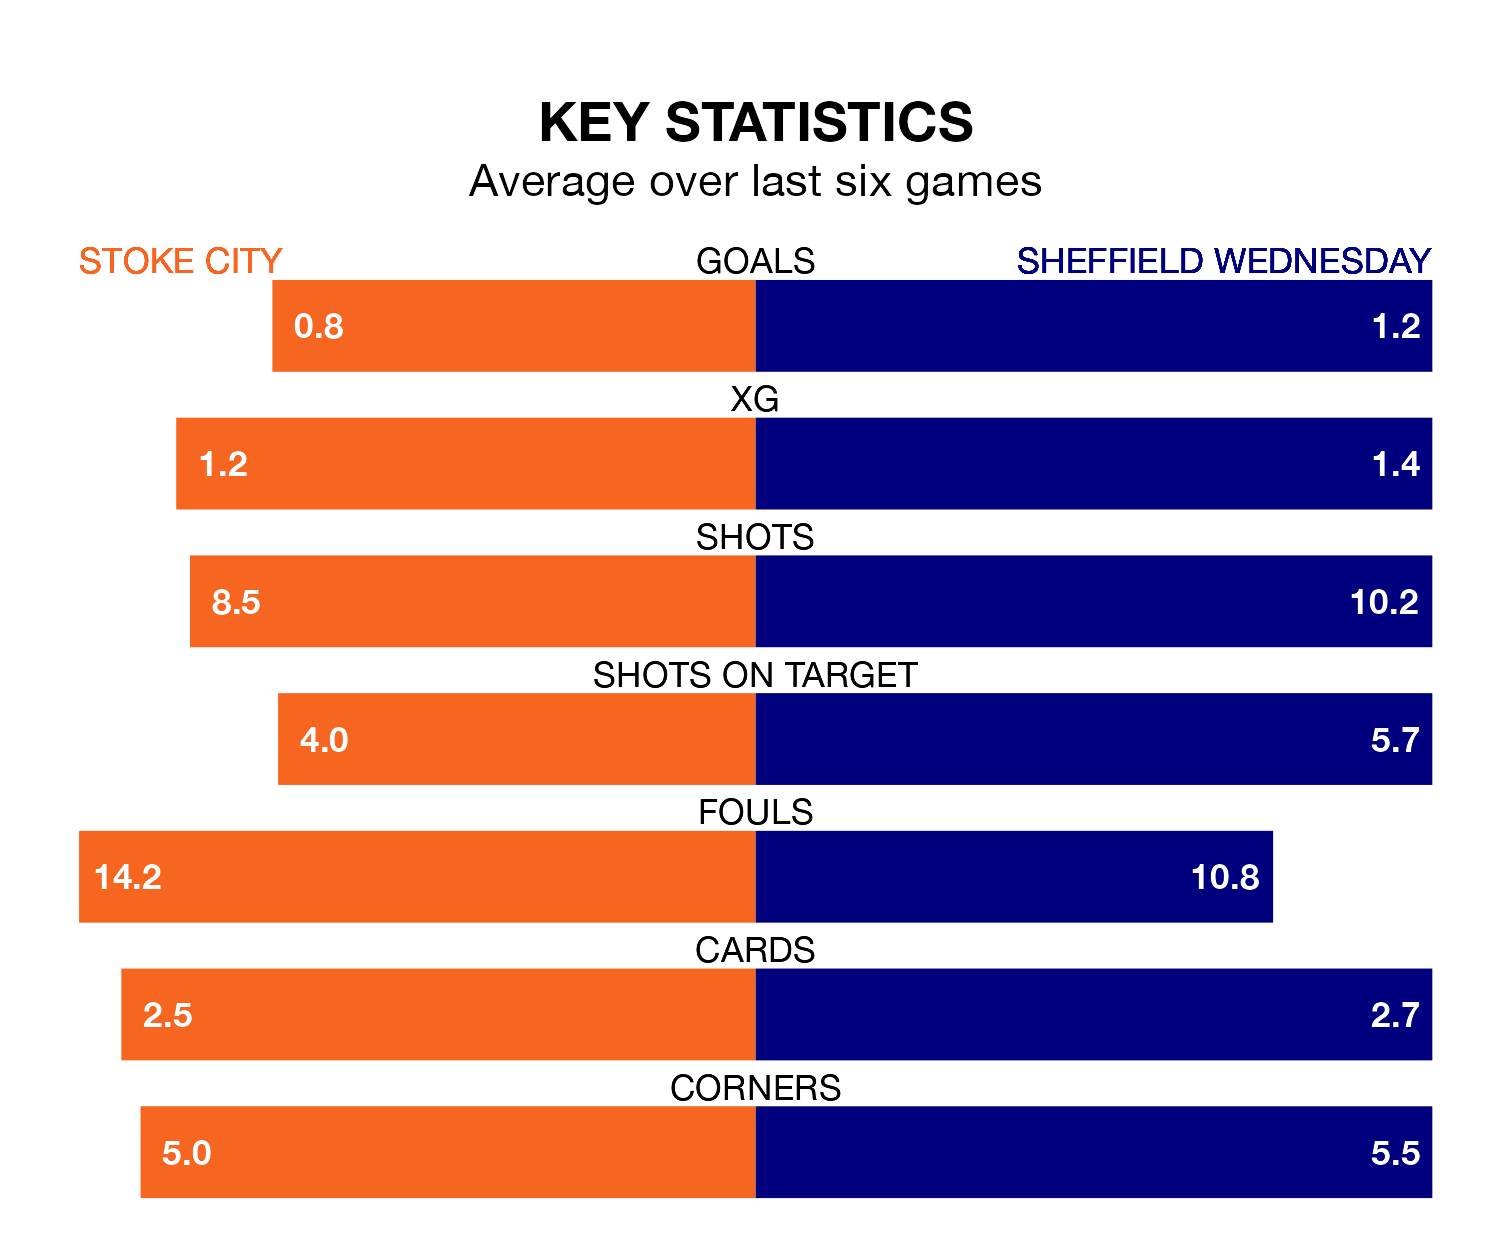 KEY STATISTICS
Average over last six games
STOKE CITY GOALS SHEFFIELD WEDNESDAY
0.8 1.2
XG
1.2 1.4
SHOTS
8.5 10.2
SHOTS ON TARGET
4.0 5.7
FOULS
14.2 10.8
CARDS
2.5 2.7
CORNERS
5.0 5.5